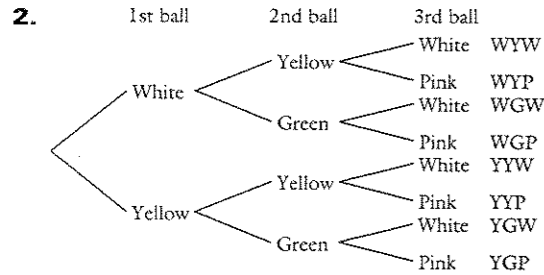 2. 1st ball 2nd ball 3rd ball
White WYW
Yellow
Pink WYP
White
White WGW
Green
Pink WGP
White YYW
Yellow
Pink YYP
Yellow
White YGW
Green
Pink YGP